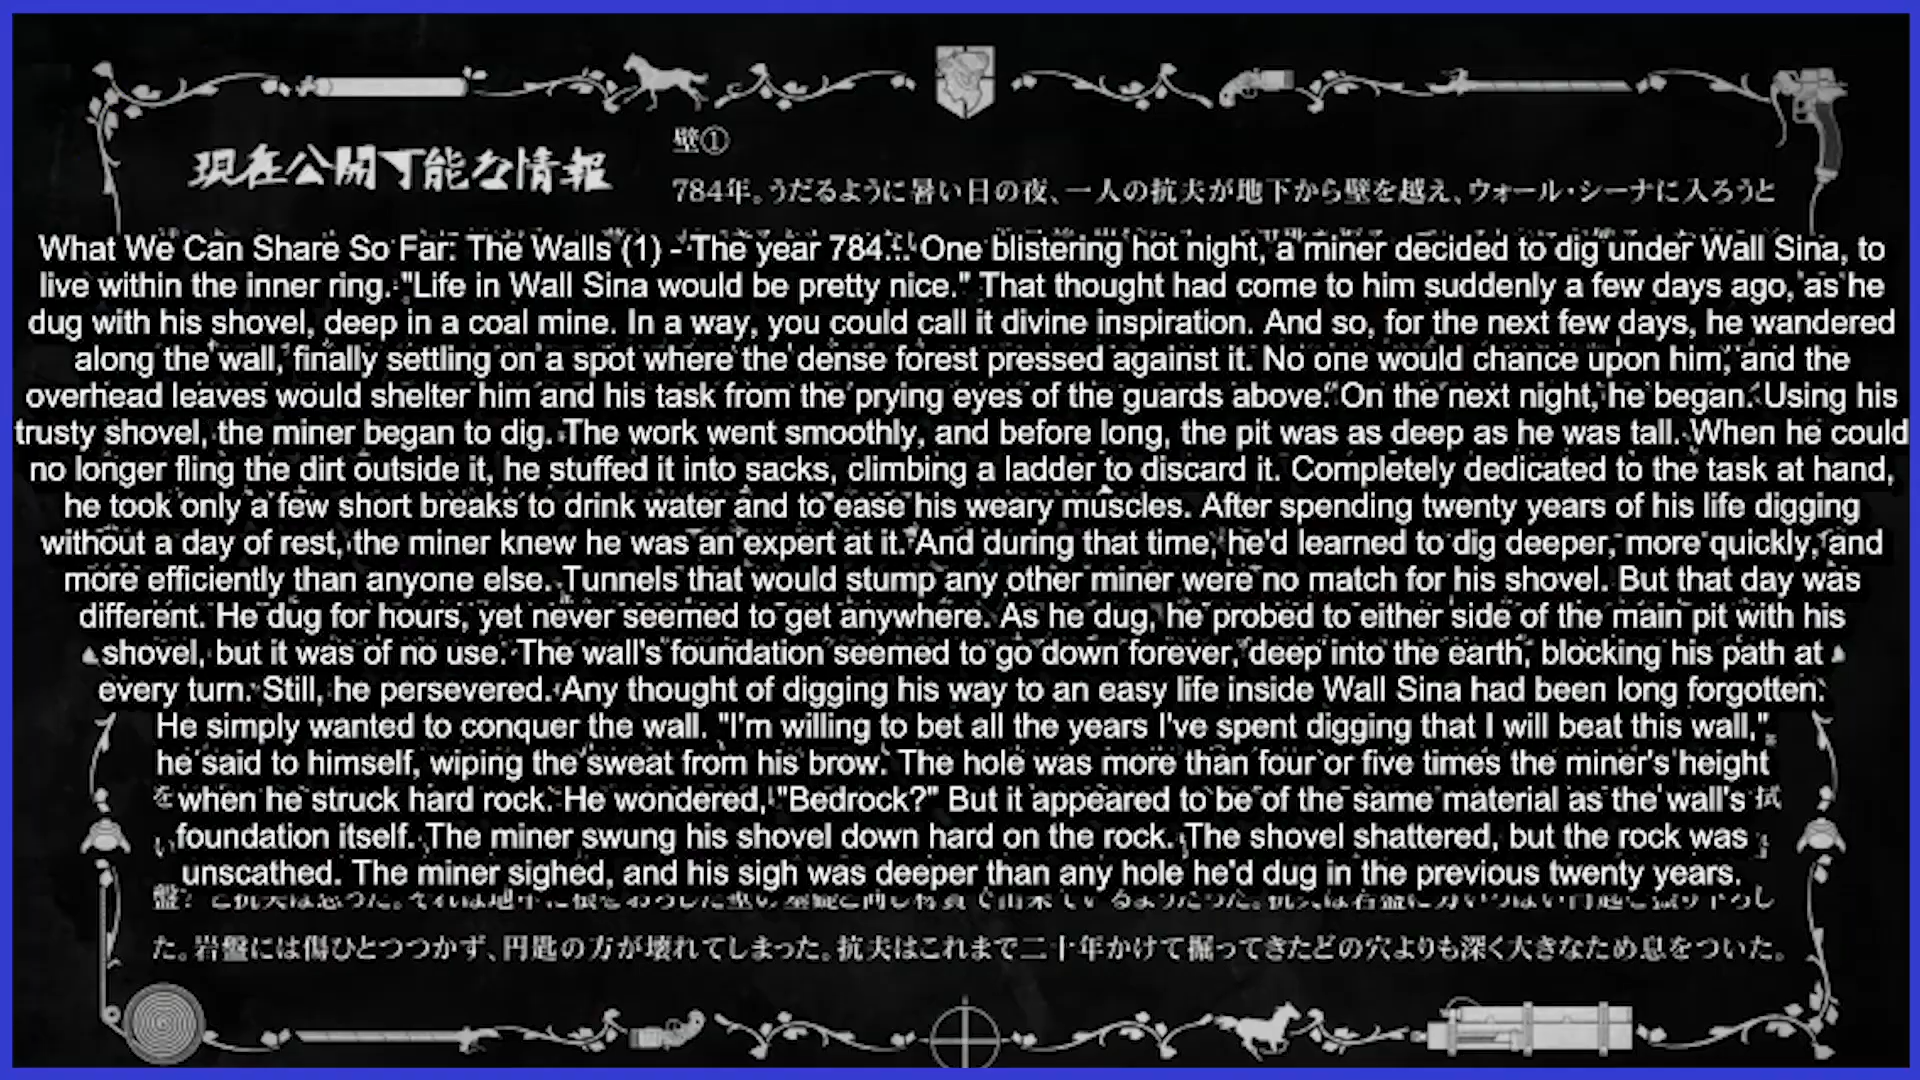 壁①
現在公開可能な情報
784年。うだるように暑い日の夜、一人の抗夫が地下から壁を越え、ウォール・シーナに入ろうと
What We Can Share So Far: The Walls (1) - The year 784... One blistering hot night, a miner decided to dig under Wall Sina, to
live within the inner ring. "Life in Wall Sina would be pretty nice." That thought had come to him suddenly a few days ago, as he
dug with his shovel, deep in a coal mine. In a way, you could call it divine inspiration. And so, for the next few days, he wandered
along the wall, finally settling on a spot where the dense forest pressed against it. No one would chance upon him, and the
overhead leaves would shelter him and his task from the prying eyes of the guards above. On the next night, he began. Using his
trusty shovel, the miner began to dig. The work went smoothly, and before long, the pit was as deep as he was tall. When he could
no longer fling the dirt outside it, he stuffed it into sacks, climbing a ladder to discard it. Completely dedicated to the task at hand,
he took only a few short breaks to drink water and to ease his weary muscles. After spending twenty years of his life digging
without a day of rest, the miner knew he was an expert at it. And during that time, he'd learned to dig deeper, more quickly, and
more efficiently than anyone else. Tunnels that would stump any other miner were no match for his shovel. But that day was
different. He dug for hours, yet never seemed to get anywhere. As he dug, he probed to either side of the main pit with his
shovel, but it was of no use. The wall's foundation seemed to go down forever, deep into the earth, blocking his path at
every turn. Still, he persevered. Any thought of digging his way to an easy life inside Wall Sina had been long forgotten.
He simply wanted to conquer the wall. "I'm willing to bet all the years I've spent digging that I will beat this wall,"
he said to himself, wiping the sweat from his brow. The hole was more than four or five times the miner's height
when he struck hard rock. He wondered, "Bedrock?" But it appeared to be of the same material as the wall's
foundation itself. The miner swung his shovel down hard on the rock. The shovel shattered, but the rock was
unscathed. The miner sighed, and his sigh was deeper than any hole he'd dug in the previous twenty years.
た。岩盤には傷ひとつつかず、円匙の方が壊れてしまった。抗夫はこれまで二十年かけて掘ってきたどの穴よりも深く大きなため息をついた。